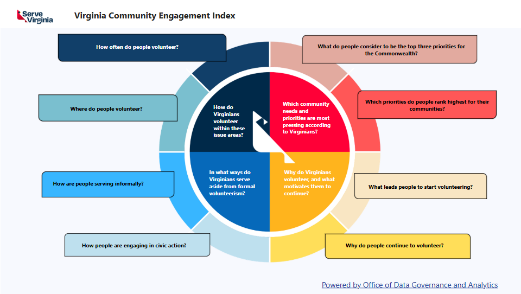 Serve
Virginia
Virginia Community Engagement Index
How often do people volunteer?
What do people consider to be the top three priorities for
the Commonwealth?
Where do people volunteer?
Which priorities do people rank highest for their
communities?
How do
Virginians
volunteer
within these
issue areas?
Which community
needs and
priorities are most
pressing according
to Virginians?
In what ways do
Virginians serve
aside from formal
volunteerism?
Why do Virginians
volunteer, and what
motivates them to
continue?
How are people serving informally?
What leads people to start volunteering?
How people are engaging in civic action?
Why do people continue to volunteer?
Powered by Office of Data Governance and Analytics